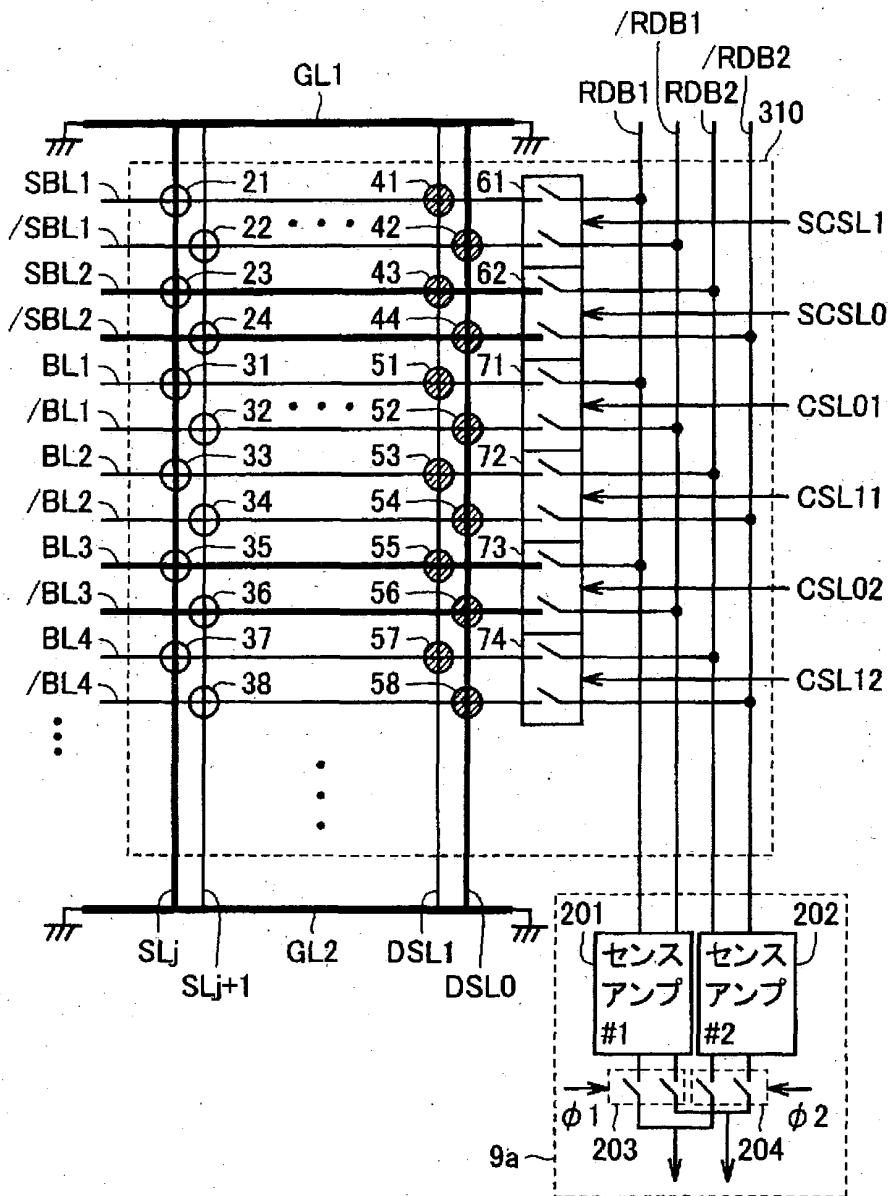 /RDB1
/RDB2
GL1
RDB1 RDB2
310
SBL1 21 41 61
SCSL1
/SBL1 22 42
SBL2 23 43 62
SCSL0
/SBL2 24 44
BL1 31 51 71
CSL01
/BL1 32 52
BL2 33 53 72
CSL11
/BL2 34 54
BL3 35 55 73
CSL02
/BL3 36 56
BL4 37 57 74
CSL12
/BL4 38 58
SLj GL2 DSL1
SLj+1 DSL0
201 202
センス センス
アンプ アンプ
#1 #2
φ1 φ2
203 204
9a